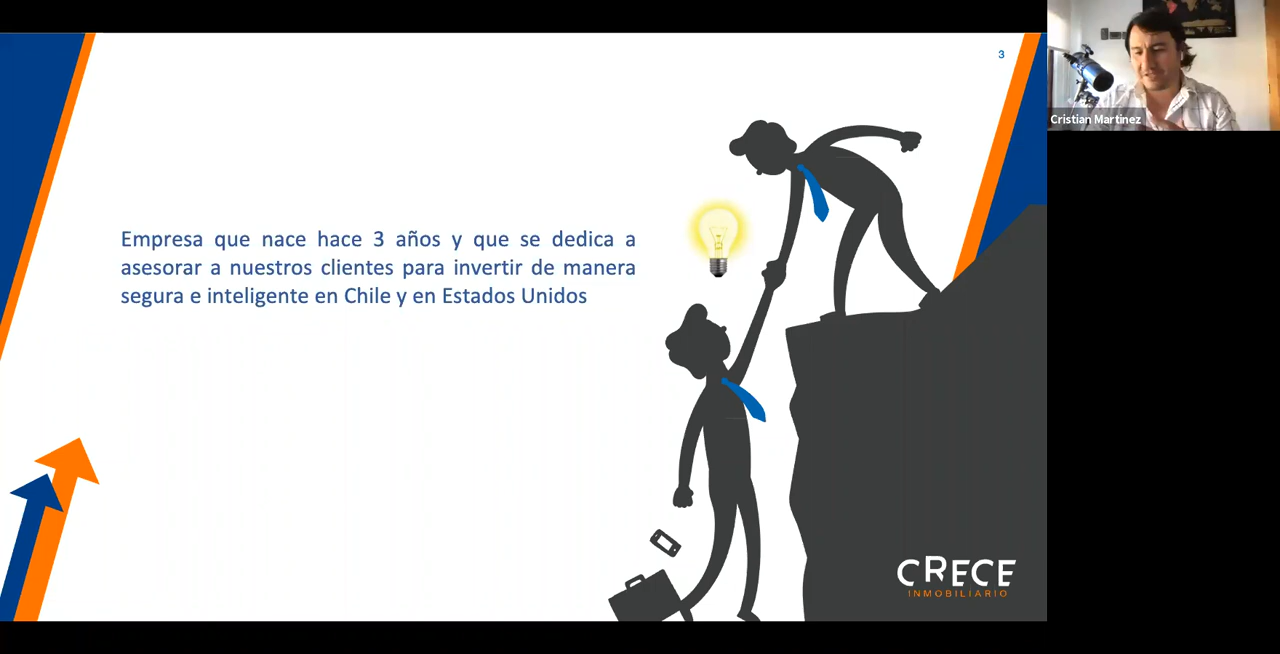 3
Cristian Martinez
Empresa que nace hace 3 años y que se dedica a
asesorar a nuestros clientes para invertir de manera
segura e inteligente en Chile y en Estados Unidos
CRECE
INMOBILIARIO